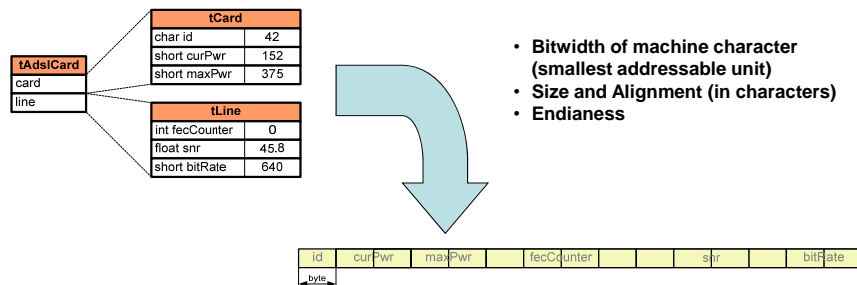 tCard
char id 42
short curPwr 152
short maxPwr 375
tAdslCard
card
line
tLine
int fecCounter 0
float snr 45.8
short bitRate 640
• Bitwidth of machine character
(smallest addressable unit)
• Size and Alignment (in characters)
• Endianess
id curPwr maxPwr fecCounter snr bitRate
byte